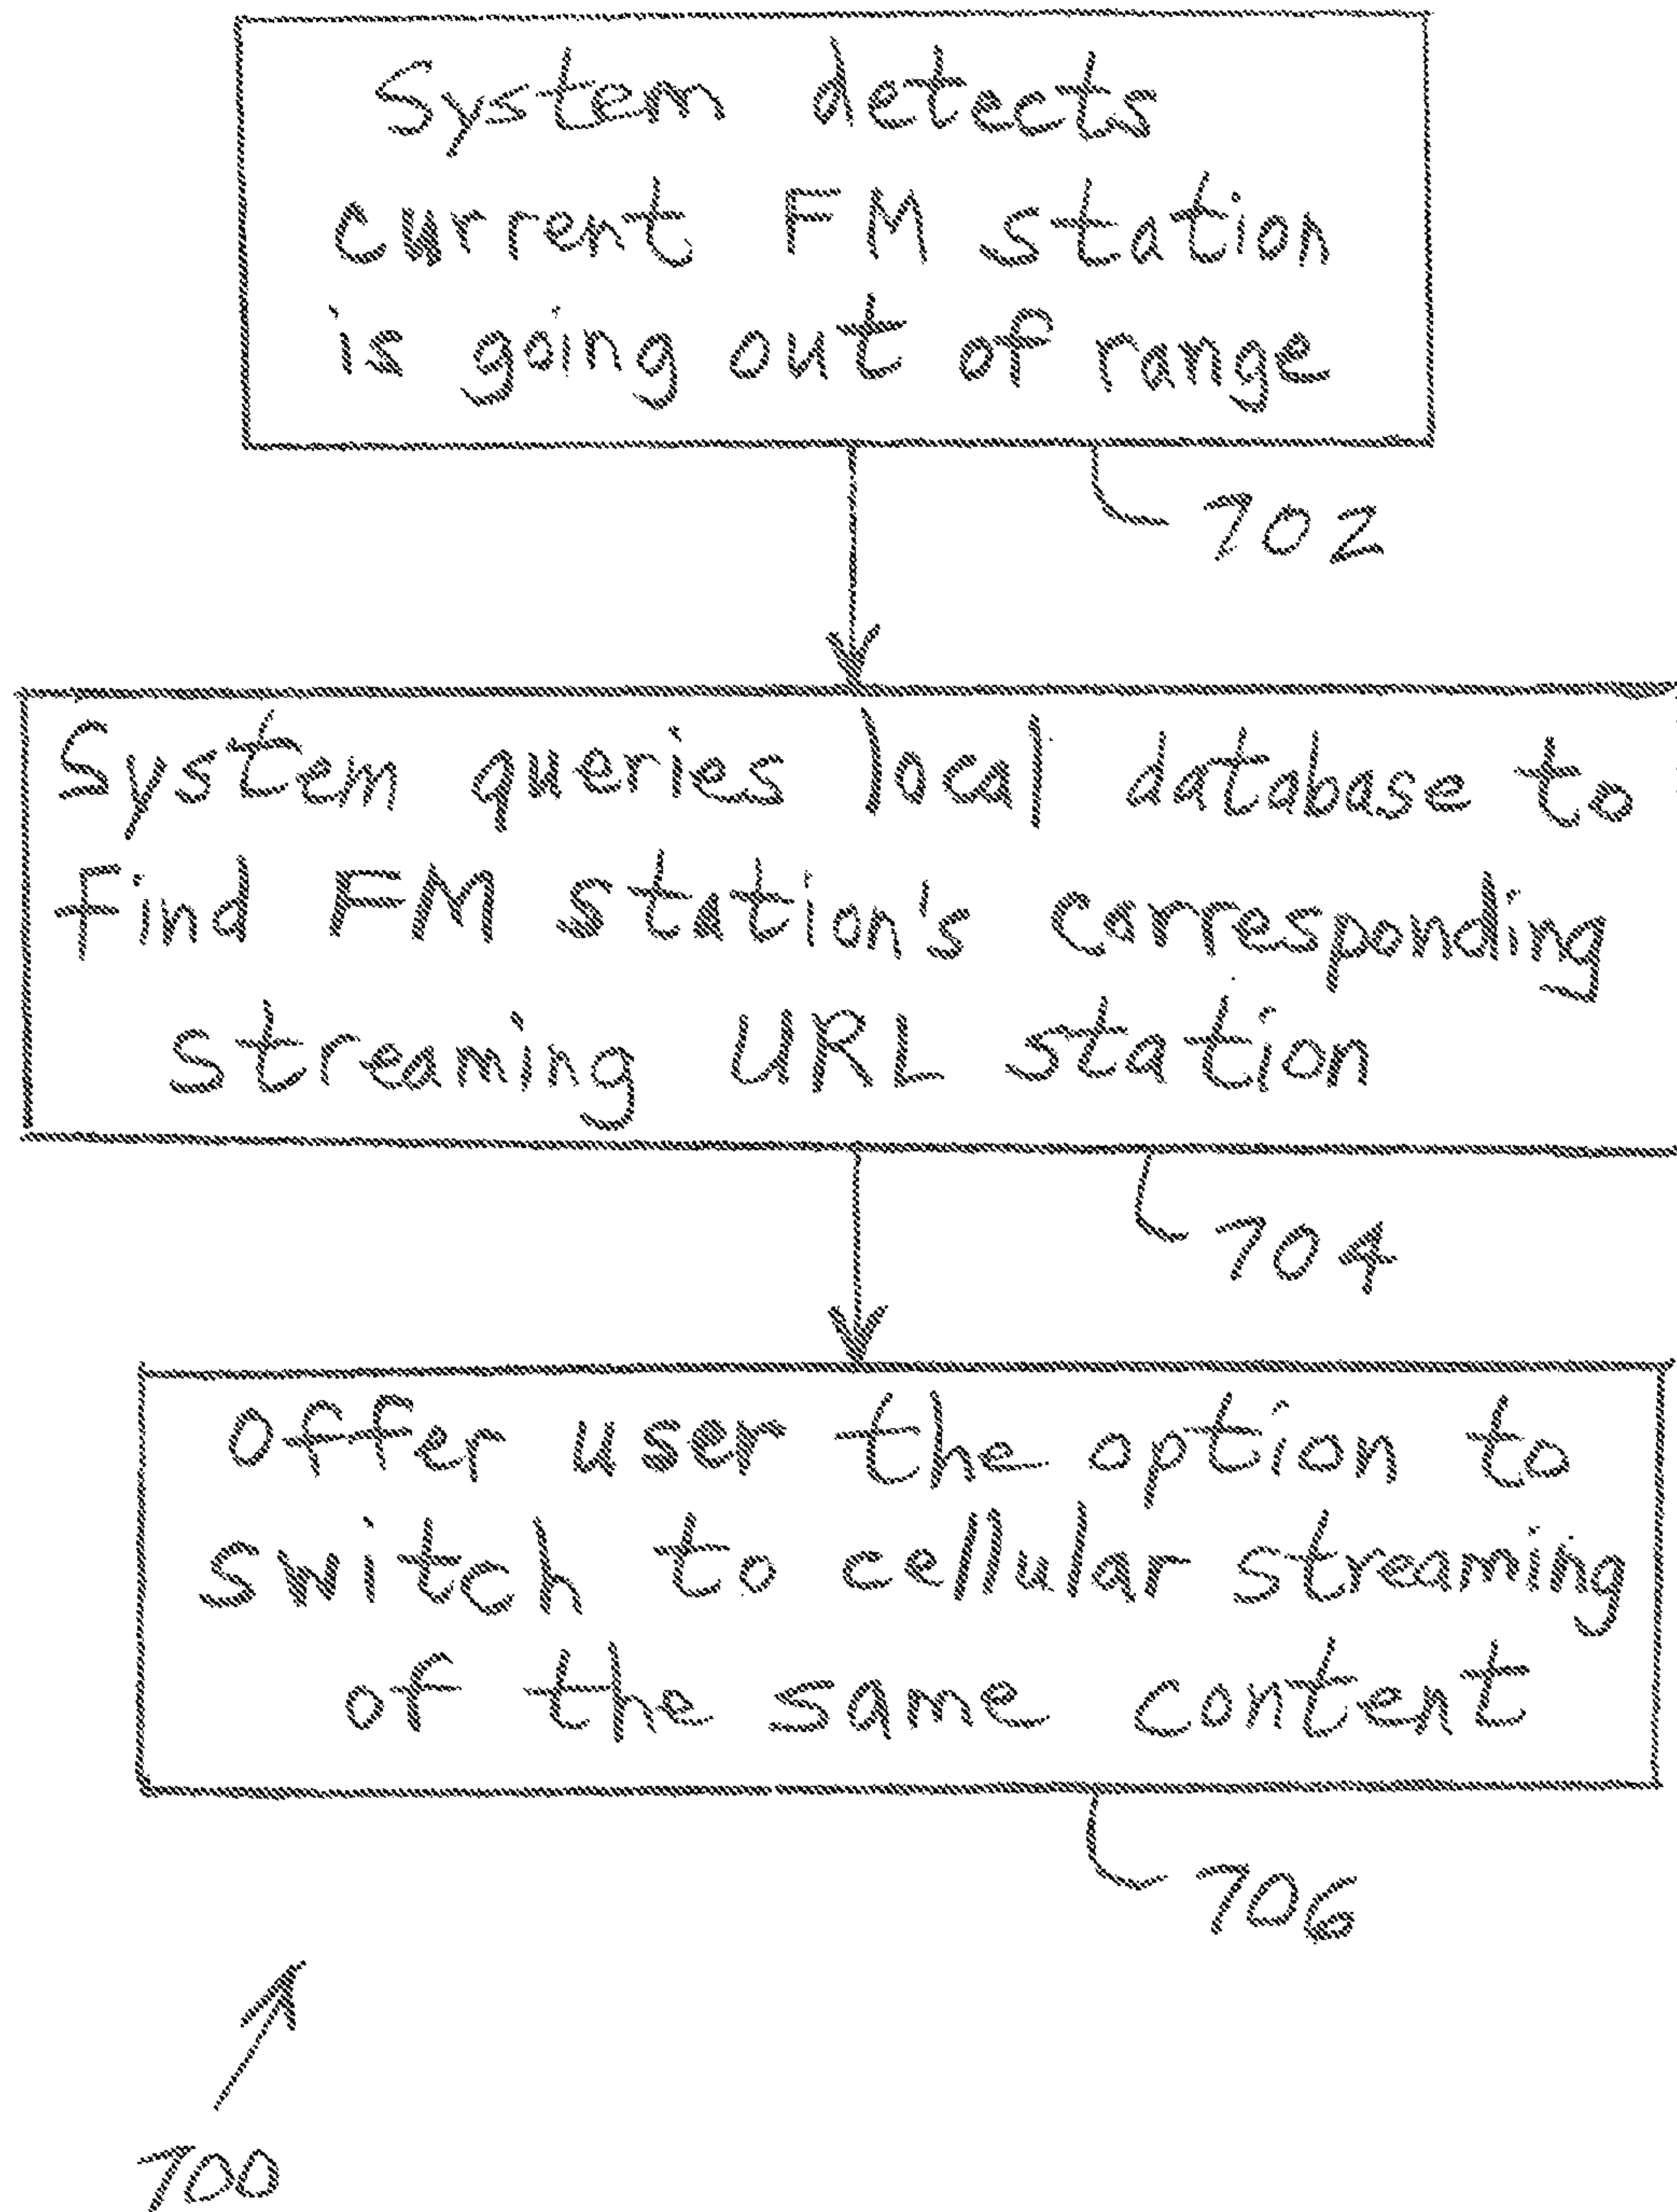 System detects
current FM station
is going out of range
702
System queries local database to
find FM station's corresponding
streaming URL station
704
Offer user the option to
switch to cellular streaming
of the same content
706
700